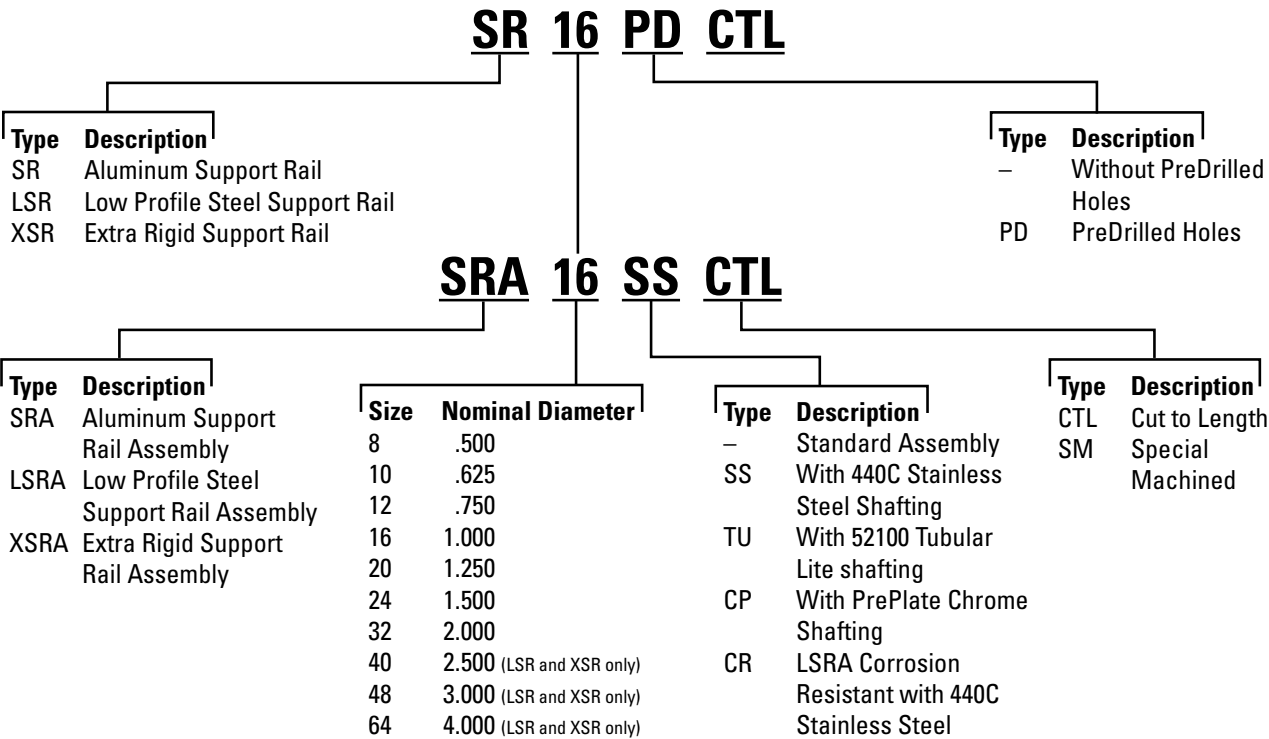 SR 16 PD CTL
Type Description
SR Aluminum Support Rail
LSR Low Profile Steel Support Rail
XSR Extra Rigid Support Rail
Type Description
– Without PreDrilled
Holes
PD PreDrilled Holes
SRA 16 SS CTL
Type Description
SRA Aluminum Support
Rail Assembly
LSRA Low Profile Steel
Support Rail Assembly
XSRA Extra Rigid Support
Rail Assembly
Size Nominal Diameter
8 .500
10 .625
12 .750
16 1.000
20 1.250
24 1.500
32 2.000
40 2.500 (LSR and XSR only)
48 3.000 (LSR and XSR only)
64 4.000 (LSR and XSR only)
Type Description
– Standard Assembly
SS With 440C Stainless
Steel Shafting
TU With 52100 Tubular
Lite shafting
CP With PrePlate Chrome
Shafting
CR LSRA Corrosion
Resistant with 440C
Stainless Steel
Type Description
CTL Cut to Length
SM Special
Machined